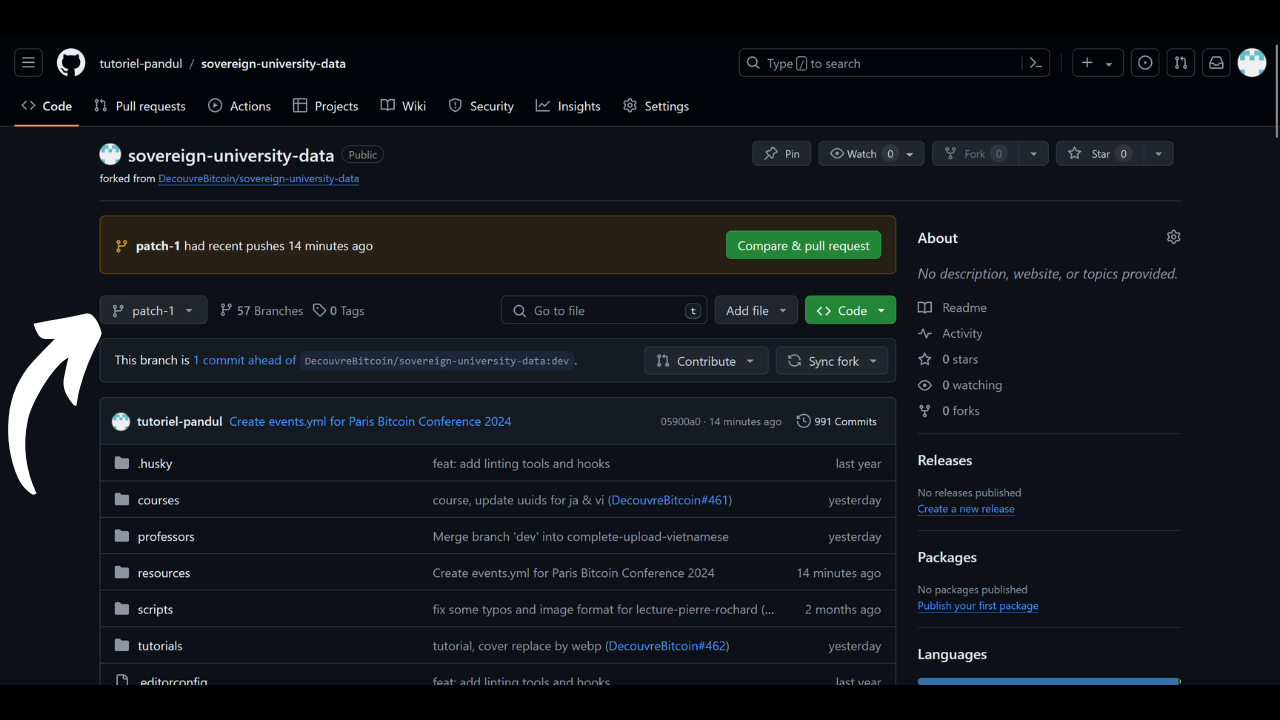 tutoriel-pandul / sovereign-university-data
Type / to search
Code Pull requests Actions Projects Wiki Security Insights Settings
sovereign-university-data Public
Pin Watch 0 Fork 0 Star 0
forked from DecouvreBitcoin/sovereign-university-data
patch-1 had recent pushes 14 minutes ago
Compare & pull request
patch-1 57 Branches 0 Tags Go to file t Add file Code
This branch is 1 commit ahead of DecouvreBitcoin/sovereign-university-data:dev .
Contribute Sync fork
tutoriel-pandul Create events.yml for Paris Bitcoin Conference 2024 05900a0 · 14 minutes ago 991 Commits
.husky feat: add linting tools and hooks last year
courses course, update uuids for ja & vi (DecouvreBitcoin#461) yesterday
professors Merge branch 'dev' into complete-upload-vietnamese yesterday
resources Create events.yml for Paris Bitcoin Conference 2024 14 minutes ago
scripts fix some typos and image format for lecture-pierre-rochard (... 2 months ago
tutorials tutorial, cover replace by webp (DecouvreBitcoin#462) yesterday
.editorconfig feat: add linting tools and hooks last year
About
No description, website, or topics provided.
Readme
Activity
0 stars
0 watching
0 forks
Releases
No releases published
Create a new release
Packages
No packages published
Publish your first package
Languages